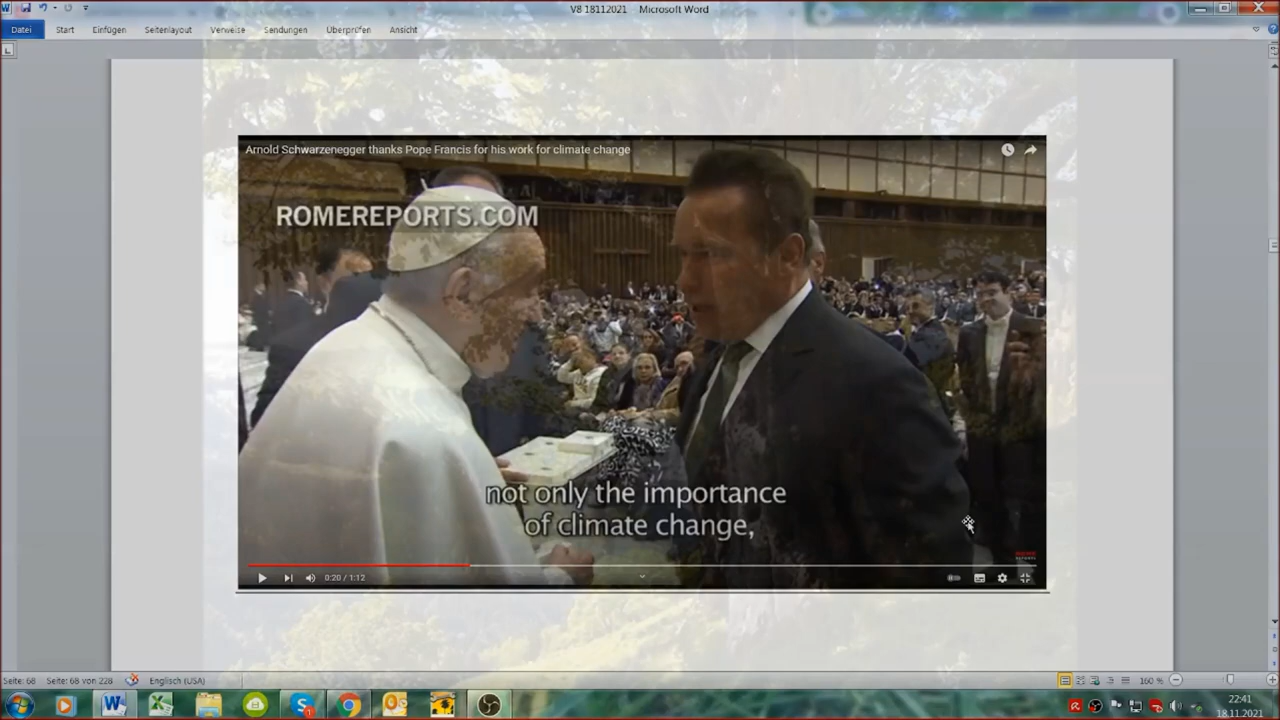 V8 18112021 - Microsoft Word
Datei Start Einfügen Seitenlayout Verweise Sendungen Überprüfen Ansicht
Arnold Schwarzenegger thanks Pope Francis for his work for climate change
ROMEREPORTS.COM
not only the importance
of climate change,
0:20 / 1:12
Seite: 68 Seite: 68 von 228 Englisch (USA) 160 %
22:41
18.11.2021